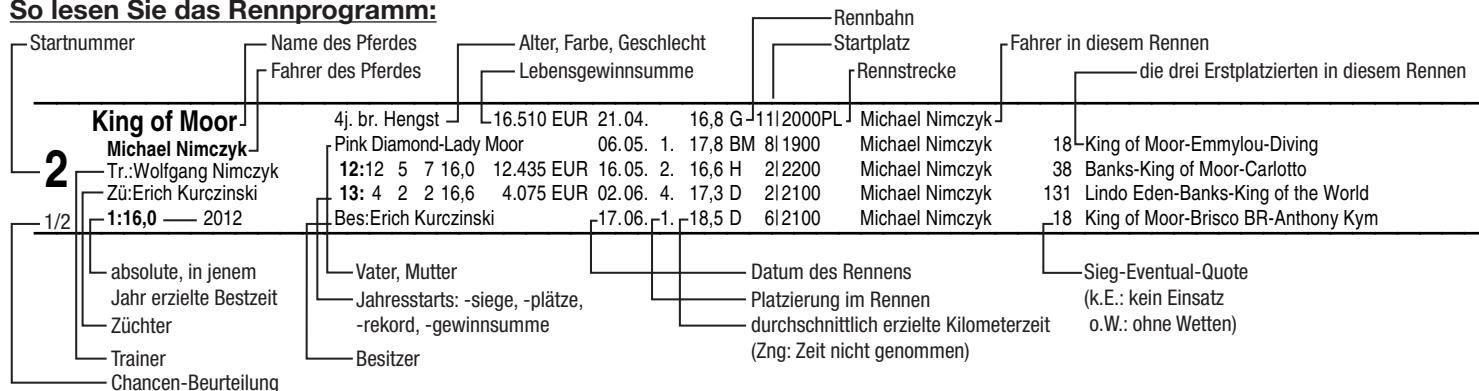 So lesen Sie das Rennprogramm:
Rennbahn
Startnummer Name des Pferdes Alter, Farbe, Geschlecht Startplatz Fahrer in diesem Rennen
Fahrer des Pferdes Lebensgewinnsumme Rennstrecke die drei Erstplatzierten in diesem Rennen
King of Moor 4j. br. Hengst 16.510 EUR 21.04. 16,8 G 11 2000PL Michael Nimczyk
Michael Nimczyk Pink Diamond-Lady Moor 06.05. 1. 17,8 BM 8 1900 Michael Nimczyk 18 King of Moor-Emmylou-Diving
2 Tr.:Wolfgang Nimczyk 12:12 5 7 16,0 12.435 EUR 16.05. 2. 16,6 H 2 2200 Michael Nimczyk 38 Banks-King of Moor-Carlotto
Zü:Erich Kurczinski 13: 4 2 2 16,6 4.075 EUR 02.06. 4. 17,3 D 2 2100 Michael Nimczyk 131 Lindo Eden-Banks-King of the World
1/2 1:16,0 2012 Bes:Erich Kurczinski 17.06. 1. 18,5 D 6 2100 Michael Nimczyk 18 King of Moor-Brisco BR-Anthony Kym
absolute, in jenem Vater, Mutter Datum des Rennens Sieg-Eventual-Quote
Jahr erzielte Bestzeit Jahresstarts: -siege, -plätze, Platzierung im Rennen (k.E.: kein Einsatz
Züchter -rekord, -gewinnsumme durchschnittlich erzielte Kilometerzeit o.W.: ohne Wetten)
Trainer Besitzer (Zng: Zeit nicht genommen)
Chancen-Beurteilung